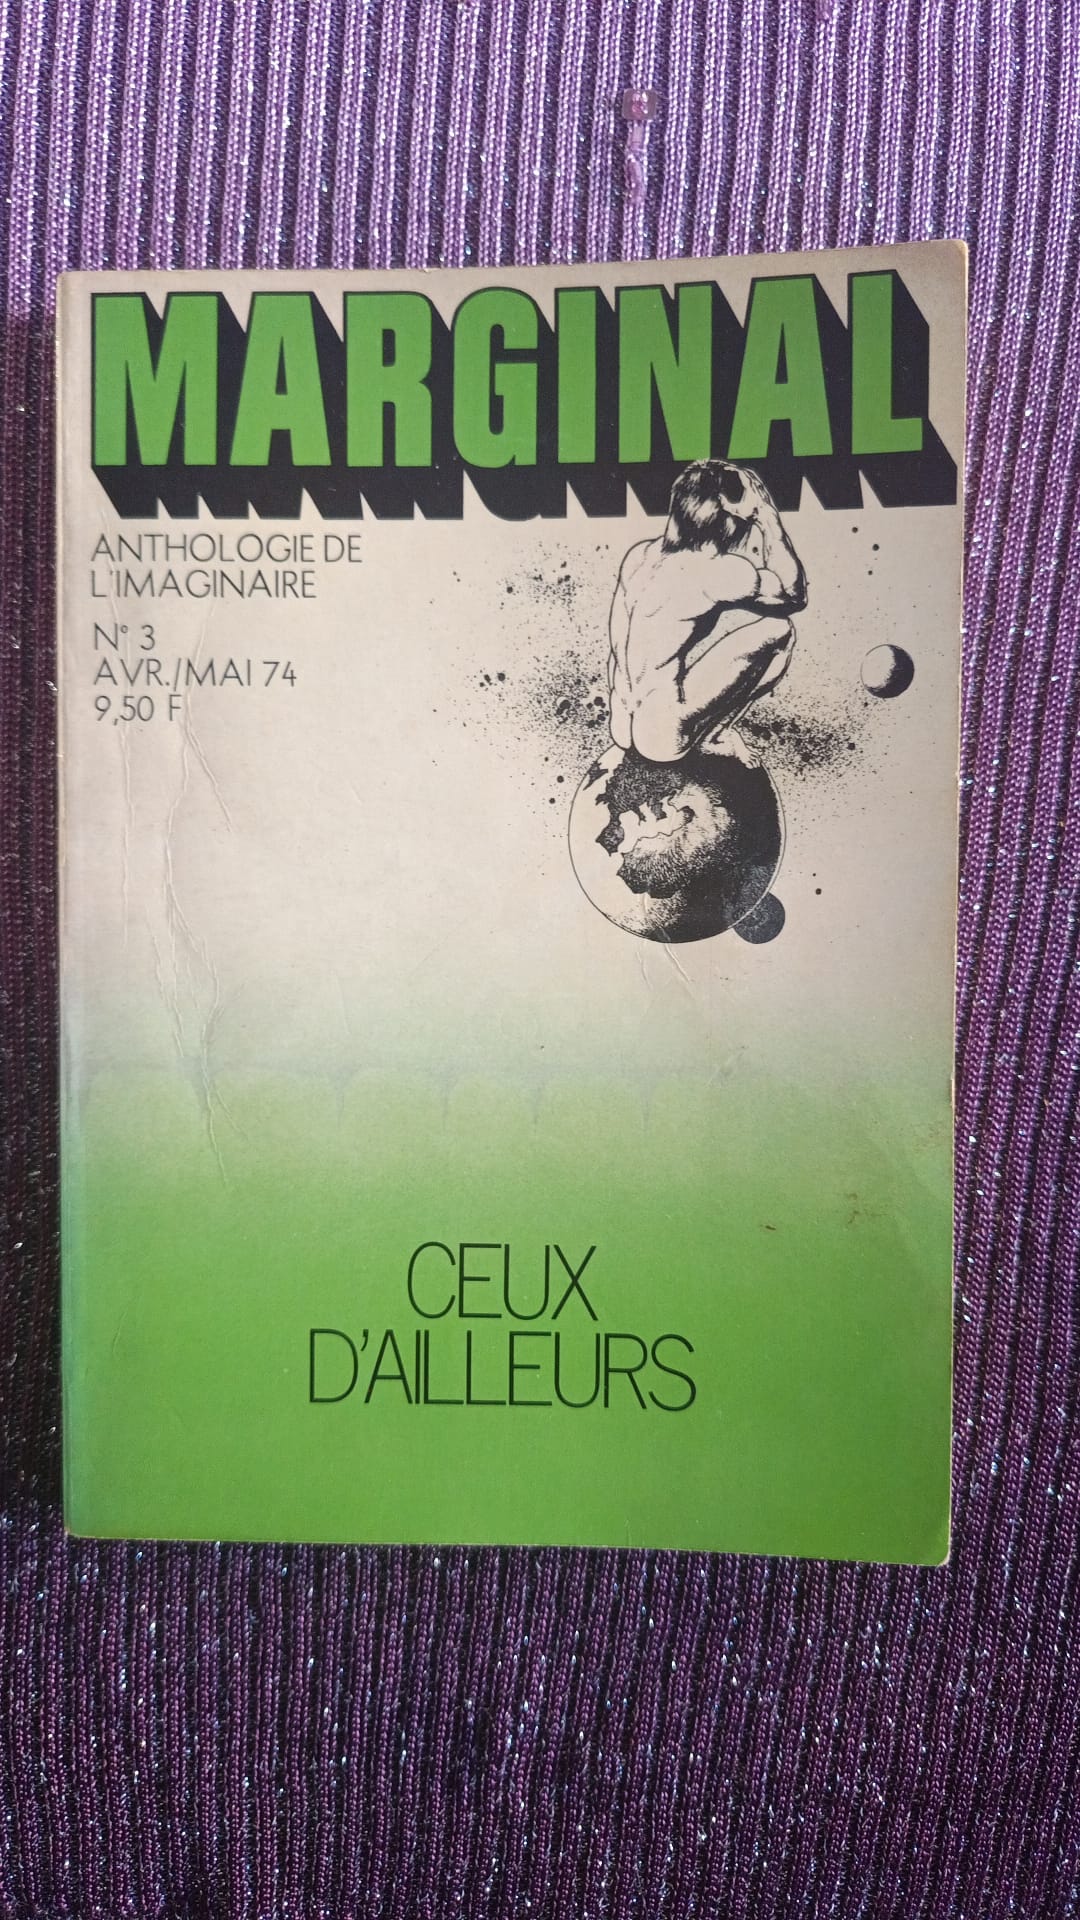 MARGINAL
ANTHOLOGIE DE
L'IMAGINAIRE
N° 3
AVR./MAI 74
9,50 F
CEUX
D'AILLEURS